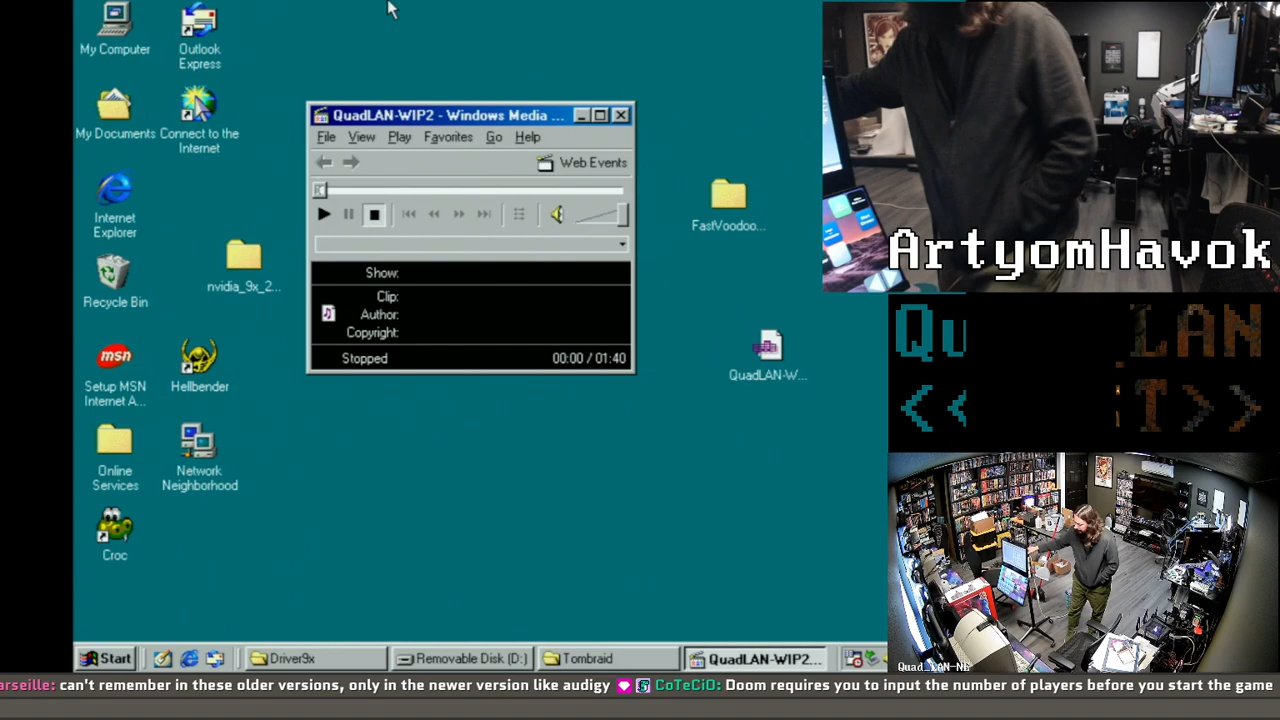 My Computer
Outlook
Express
My Documents
Connect to the
Internet
Internet
Explorer
nvidia_9x_2...
Recycle Bin
Setup MSN
Internet A...
Hellbender
Online
Services
Network
Neighborhood
Croc
QuadLAN-WIP2 - Windows Media ...
File View Play Favorites Go Help
Web Events
Show:
Clip:
Author:
Copyright:
Stopped 00:00 / 01:40
FastVoodoo...
QuadLAN-W...
Start
Driver9x
Removable Disk (D:)
Tombraid
QuadLAN-WIP2...
ArtyomHavok
Qu LAN
<< T>>
Quad_LAN-NE
arseille: can't remember in these older versions, only in the newer version like audigy CoTeCiO: Doom requires you to input the number of players before you start the game